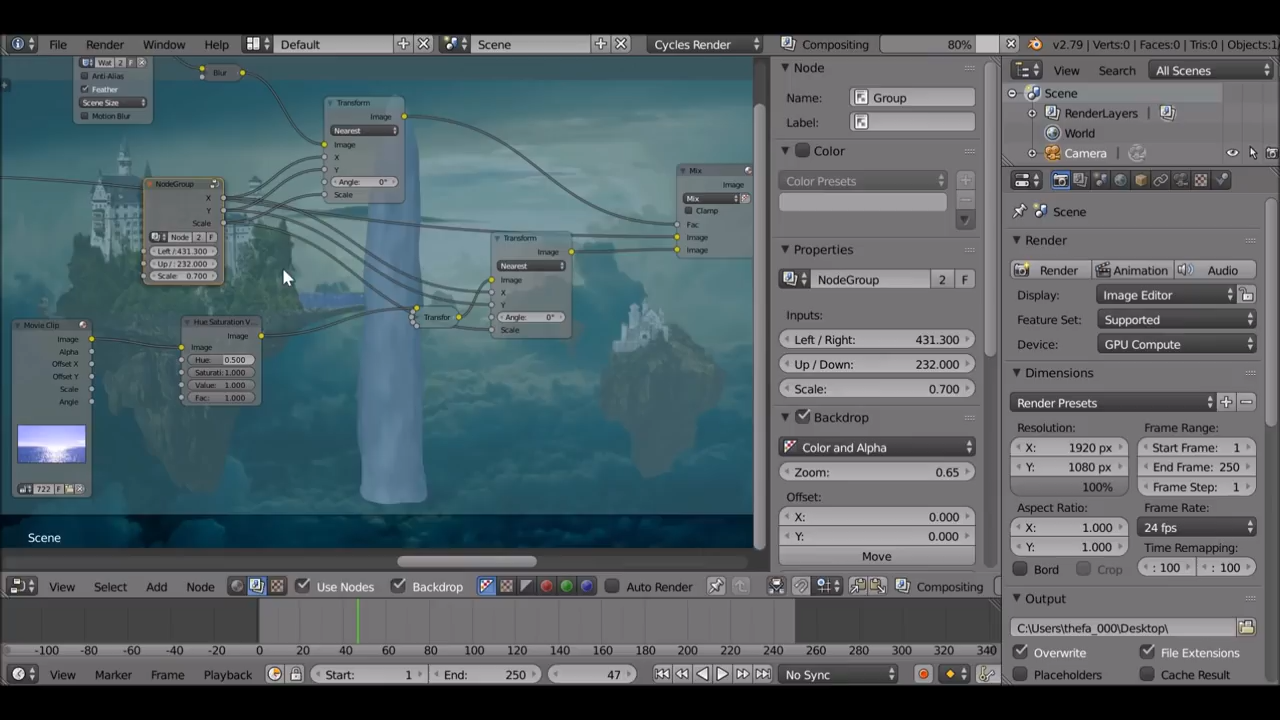 File Render Window Help Default Scene Cycles Render Compositing 80% v2.79 | Verts:0 | Faces:0 | Tris:0 | Objects:1
View Search All Scenes
Scene
RenderLayers
World
Camera
Scene
Render
Render Animation Audio
Display: Image Editor
Feature Set: Supported
Device: GPU Compute
Dimensions
Render Presets
Resolution: Frame Range:
X: 1920 px Start Frame: 1
Y: 1080 px End Frame: 250
100% Frame Step: 1
Aspect Ratio: Frame Rate:
X: 1.000 24 fps
Y: 1.000 Time Remapping:
Bord Crop : 100 : 100
Output
C:\Users\thefa_000\Desktop\
Overwrite File Extensions
Placeholders Cache Result
Node
Name: Group
Label:
Color
Color Presets
Properties
NodeGroup 2 F
Inputs:
Left / Right: 431.300
Up / Down: 232.000
Scale: 0.700
Backdrop
Color and Alpha
Zoom: 0.65
Offset:
X: 0.000
Y: 0.000
Move
Wat 2 F
Anti-Alias
Feather
Scene Size
Motion Blur
Blur
Transform
Image
Nearest
Image
X
Y
Angle: 0°
Scale
NodeGroup
X
Y
Scale
Node 2 F
Left / 431.300
Up / 232.000
Scale: 0.700
Mix
Image
Mix
Clamp
Fac
Image
Image
Transform
Image
Nearest
Image
X
Y
Angle: 0°
Scale
Transfor
Movie Clip
Image
Alpha
Offset X
Offset Y
Scale
Angle
722 F
Hue Saturation V...
Image
Image
Hue: 0.500
Saturati: 1.000
Value: 1.000
Fac: 1.000
Scene
View Select Add Node Use Nodes Backdrop Auto Render Compositing
-100 -80 -60 -40 -20 0 20 40 60 80 100 120 140 160 180 200 220 240 260 280 300 320 340
View Marker Frame Playback Start: 1 End: 250 47 No Sync